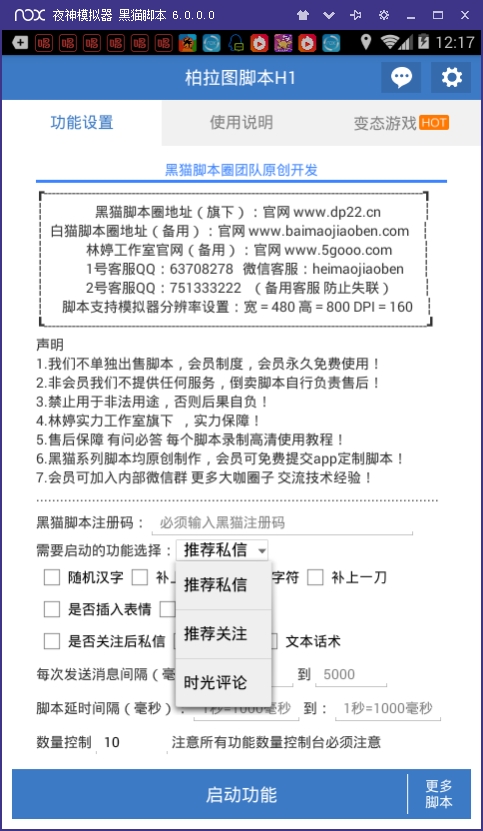 nox 夜神模拟器 黑猫脚本 6.0.0.0
12:17
柏拉图脚本H1
功能设置 使用说明 变态游戏 HOT
黑猫脚本圈团队原创开发
黑猫脚本圈地址（旗下）：官网 www.dp22.cn
白猫脚本圈地址（备用）：官网 www.baimaojiaoben.com
林婷工作室官网（备用）：官网 www.5gooo.com
1号客服QQ：63708278 微信客服：heimaojiaoben
2号客服QQ：751333222 （备用客服 防止失联）
脚本支持模拟器分辨率设置：宽 = 480 高 = 800 DPI = 160
声明
1.我们不单独出售脚本，会员制度，会员永久免费使用！
2.非会员我们不提供任何服务，倒卖脚本自行负责售后！
3.禁止用于非法用途，否则后果自负！
4.林婷实力工作室旗下 ，实力保障！
5.售后保障 有问必答 每个脚本录制高清使用教程！
6.黑猫系列脚本均原创制作，会员可免费提交app定制脚本！
7.会员可加入内部微信群 更多大咖圈子 交流技术经验！
黑猫脚本注册码： 必须输入黑猫注册码
需要启动的功能选择： 推荐私信
随机汉字 补 字符 补上一刀
推荐私信
是否插入表情
推荐关注
是否关注后私信 文本话术
每次发送消息间隔（毫 到 5000
时光评论
脚本延时间隔（毫秒）： 1秒=1000毫秒 到： 1秒=1000毫秒
数量控制 10 注意所有功能数量控制台必须注意
启动功能 更多
脚本